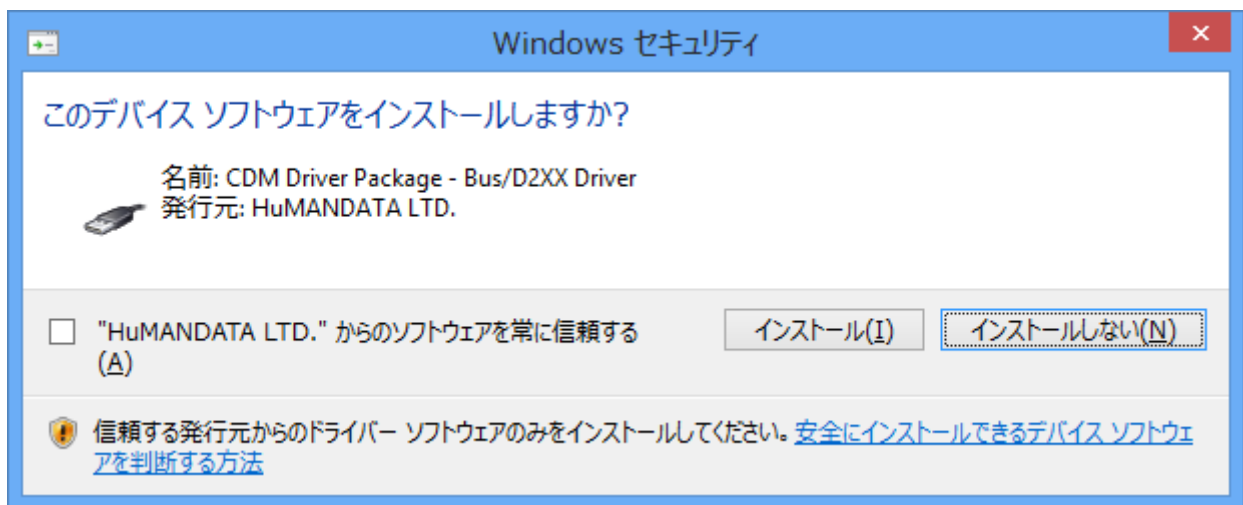 Windows セキュリティ
このデバイス ソフトウェアをインストールしますか?
名前: CDM Driver Package - Bus/D2XX Driver
発行元: HuMANDATA LTD.
"HuMANDATA LTD." からのソフトウェアを常に信頼する
(A)
インストール(I)
インストールしない(N)
信頼する発行元からのドライバー ソフトウェアのみをインストールしてください。安全にインストールできるデバイス ソフトウェ
アを判断する方法